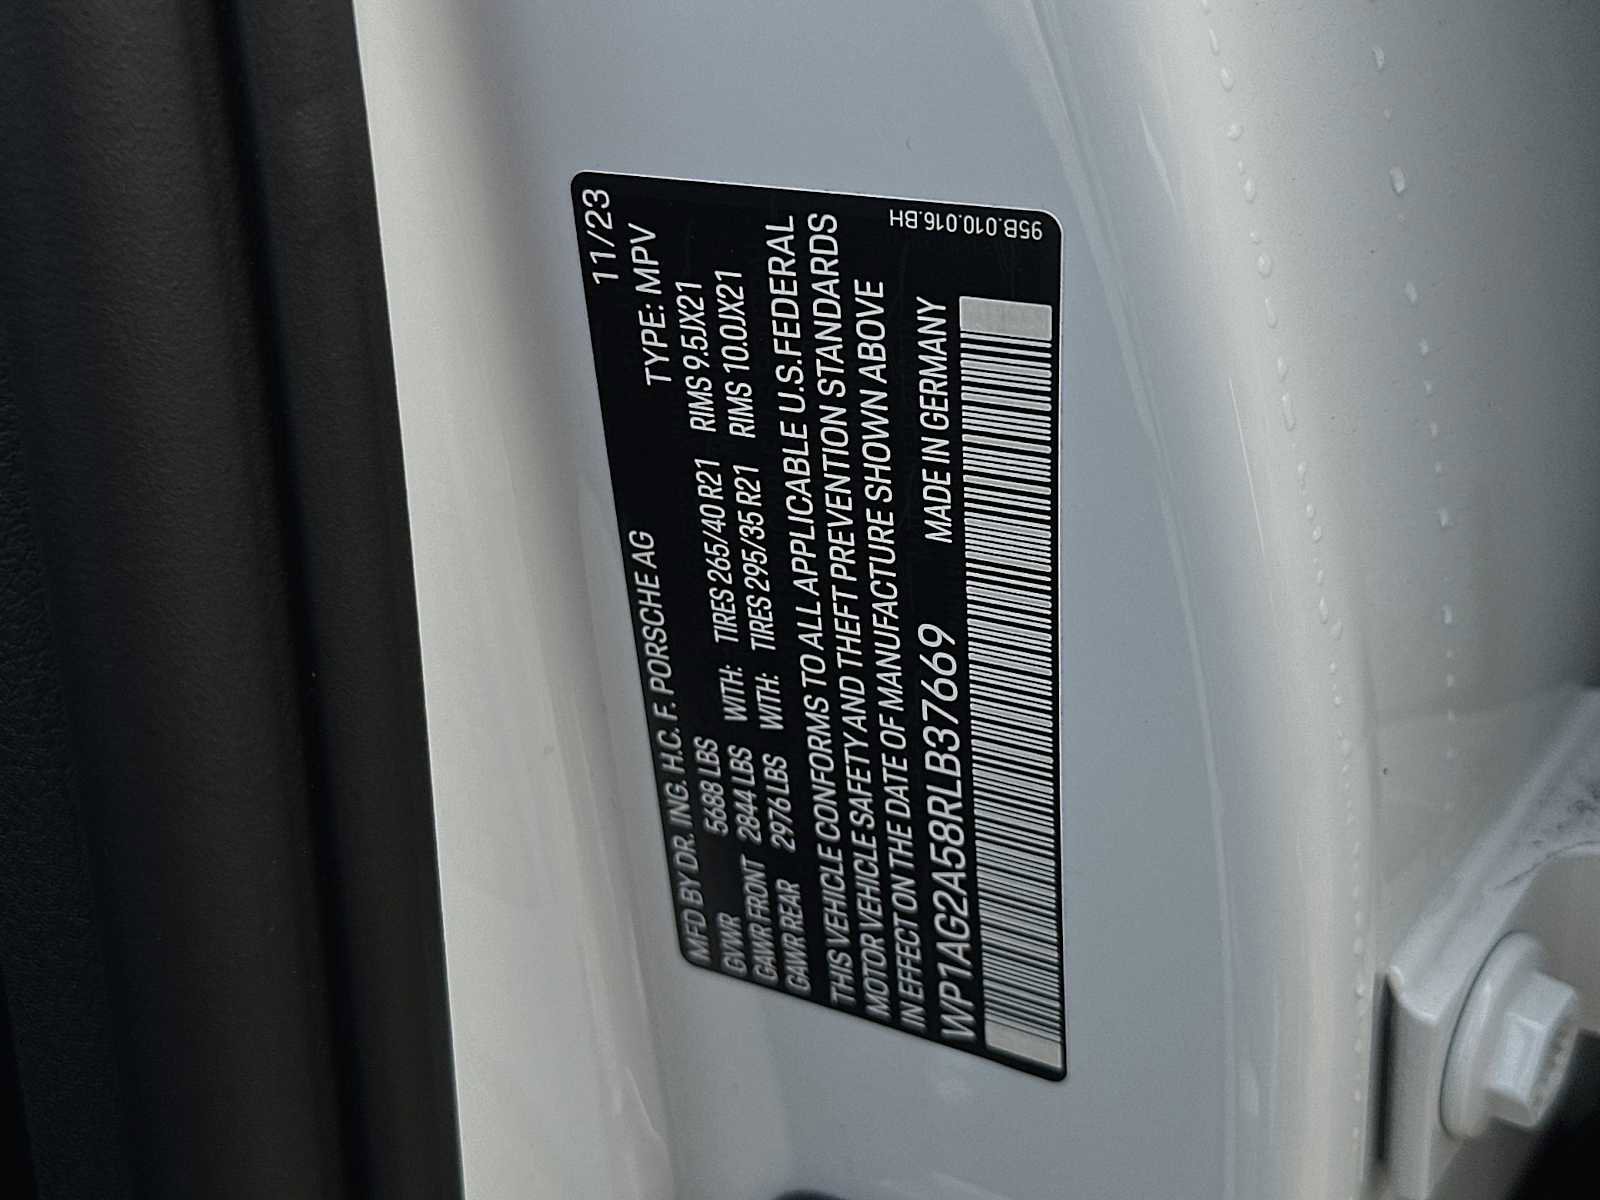 11/23
MFD BY DR. ING. H.C. F. PORSCHE AG TYPE: MPV
GVWR 5688 LBS
GAWR FRONT 2844 LBS WITH: TIRES 265/40 R21 RIMS 9.5JX21
GAWR REAR 2976 LBS WITH: TIRES 295/35 R21 RIMS 10.0JX21
THIS VEHICLE CONFORMS TO ALL APPLICABLE U.S.FEDERAL
MOTOR VEHICLE SAFETY AND THEFT PREVENTION STANDARDS
IN EFFECT ON THE DATE OF MANUFACTURE SHOWN ABOVE
WP1AG2A58RLB37669 MADE IN GERMANY
95B.010.016.BH